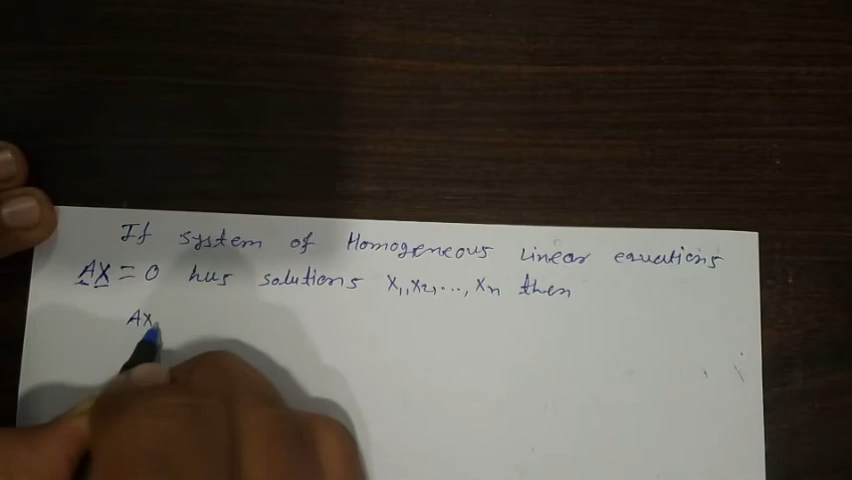 If system of Homogeneous Linear equations
AX = 0 has solutions X₁, X₂, ..., Xₙ then
AX